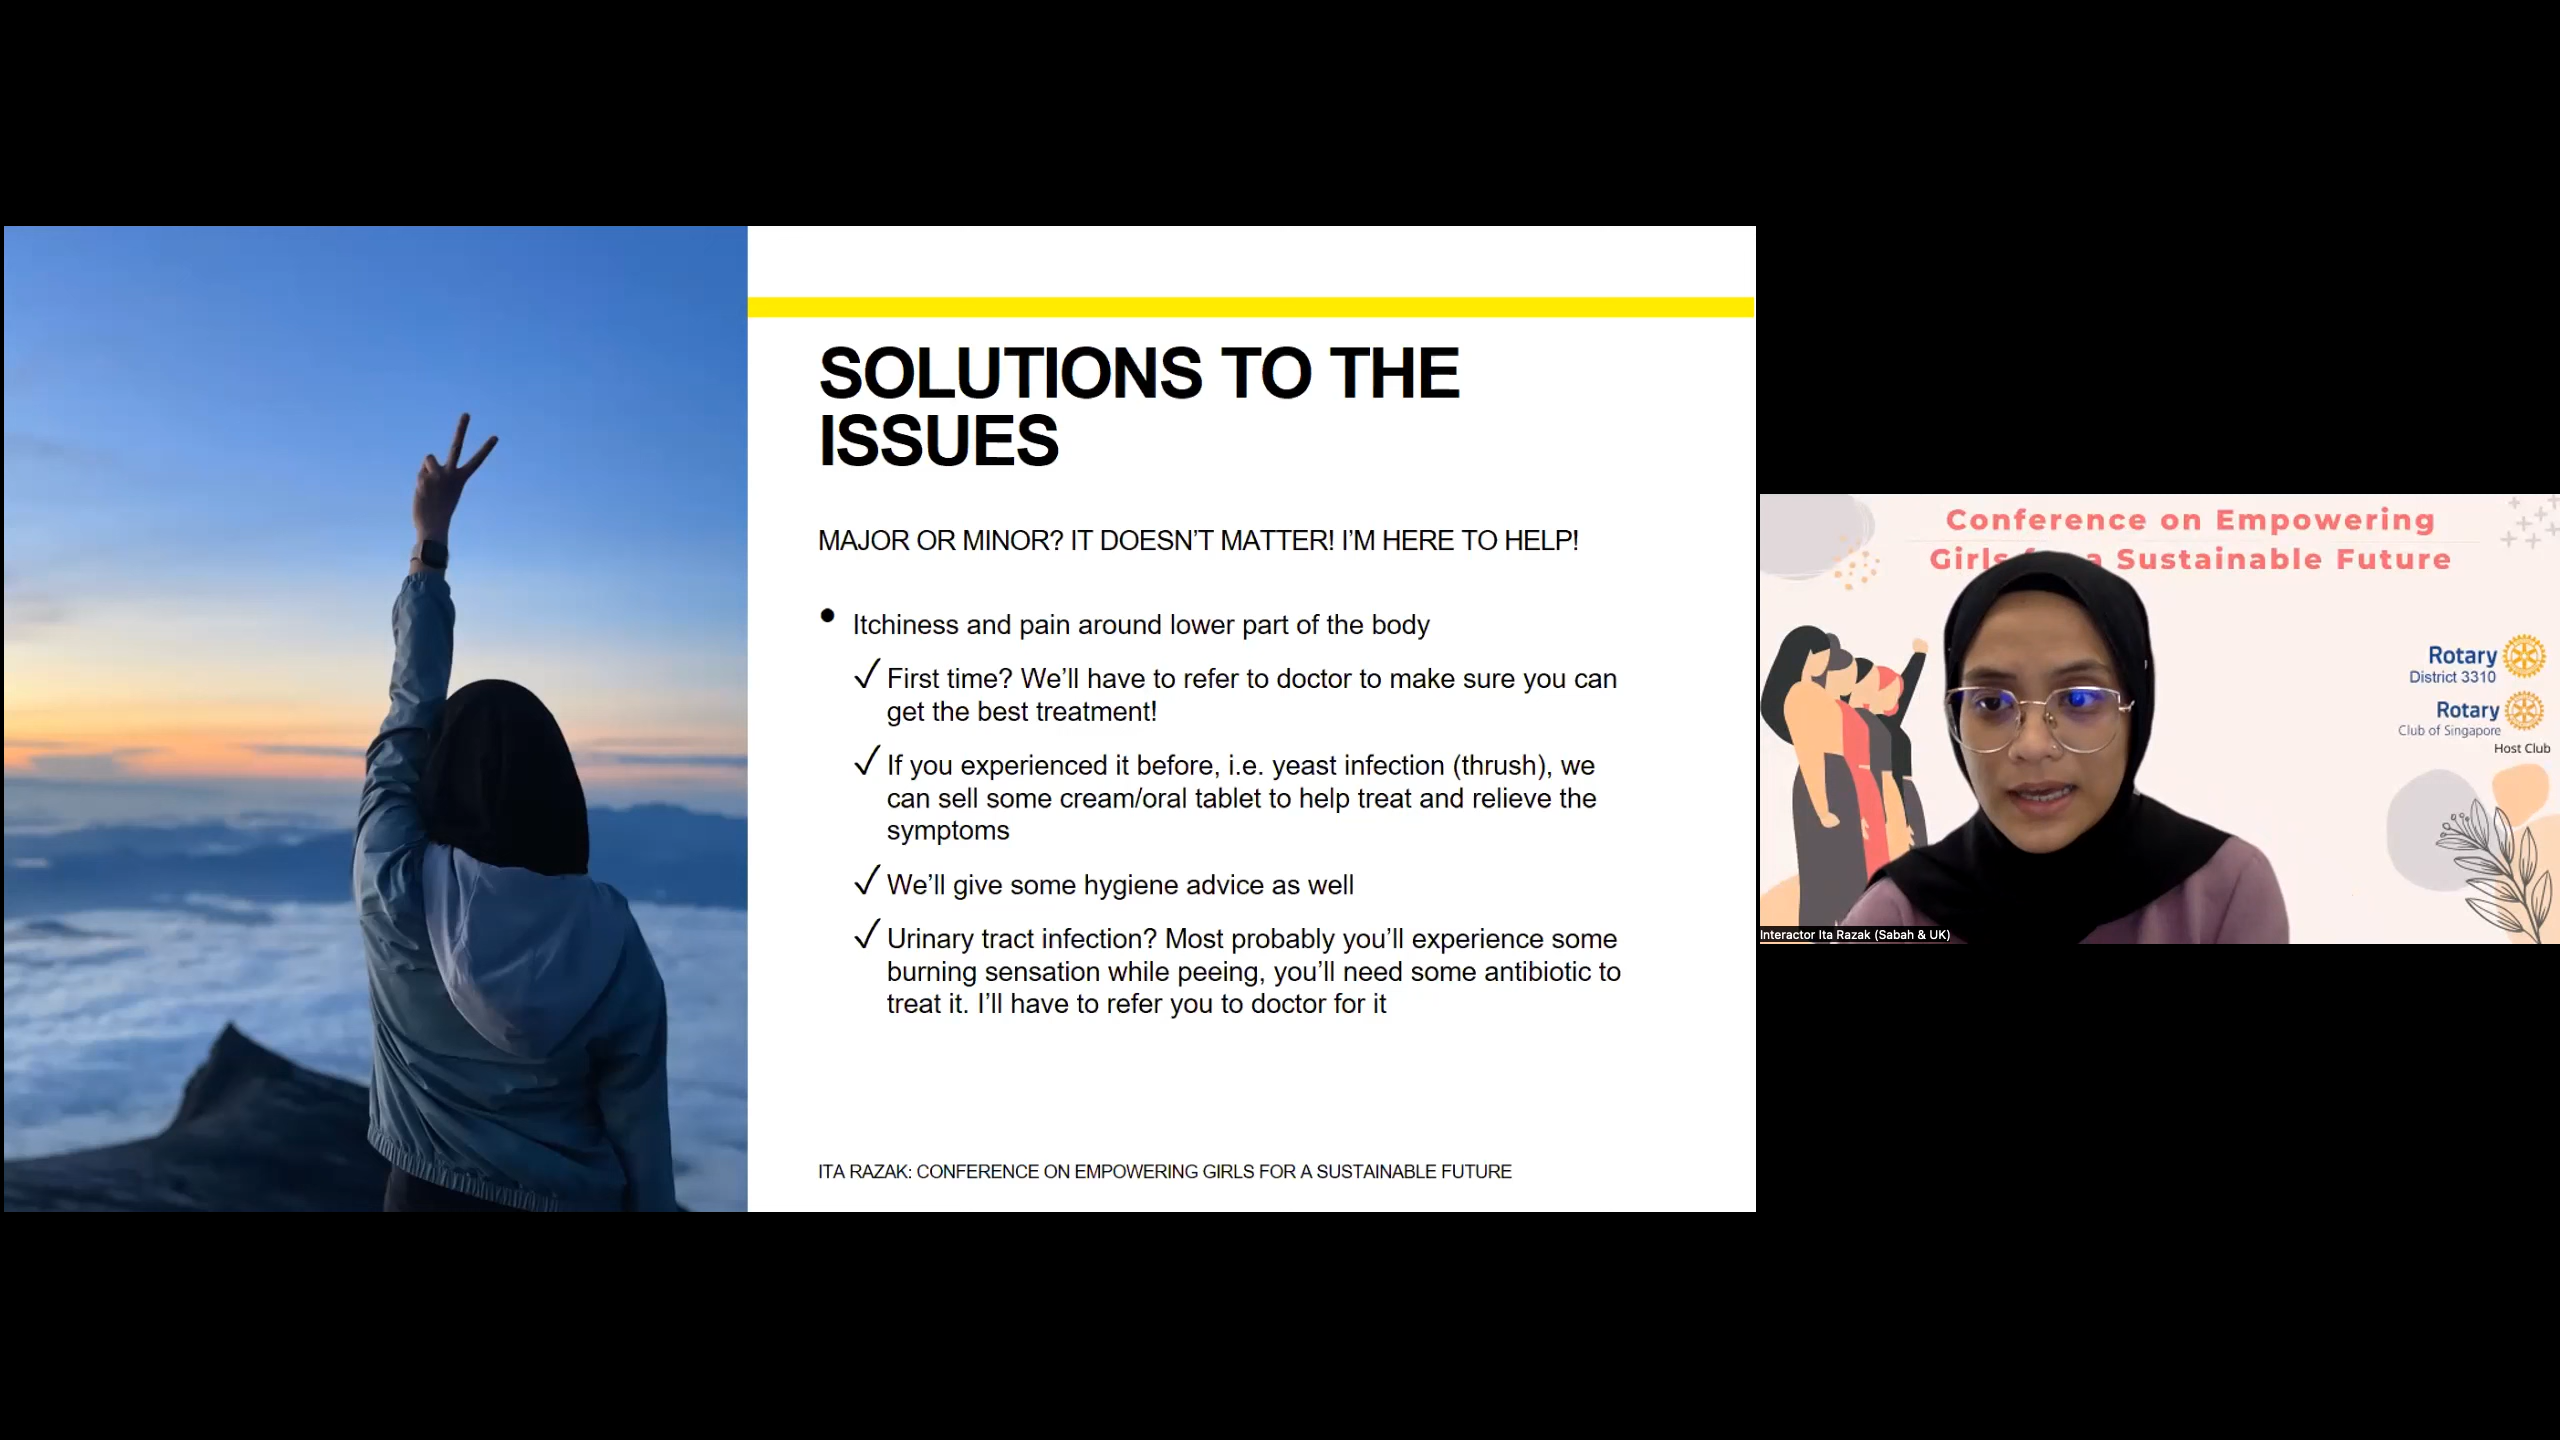 SOLUTIONS TO THE
ISSUES
MAJOR OR MINOR? IT DOESN'T MATTER! I'M HERE TO HELP!
• Itchiness and pain around lower part of the body
✓ First time? We'll have to refer to doctor to make sure you can
get the best treatment!
✓ If you experienced it before, i.e. yeast infection (thrush), we
can sell some cream/oral tablet to help treat and relieve the
symptoms
✓ We'll give some hygiene advice as well
✓ Urinary tract infection? Most probably you'll experience some
burning sensation while peeing, you'll need some antibiotic to
treat it. I'll have to refer you to doctor for it
ITA RAZAK: CONFERENCE ON EMPOWERING GIRLS FOR A SUSTAINABLE FUTURE
Conference on Empowering
Girls a Sustainable Future
Rotary
District 3310
Rotary
Club of Singapore
Host Club
Interactor Ita Razak (Sabah & UK)